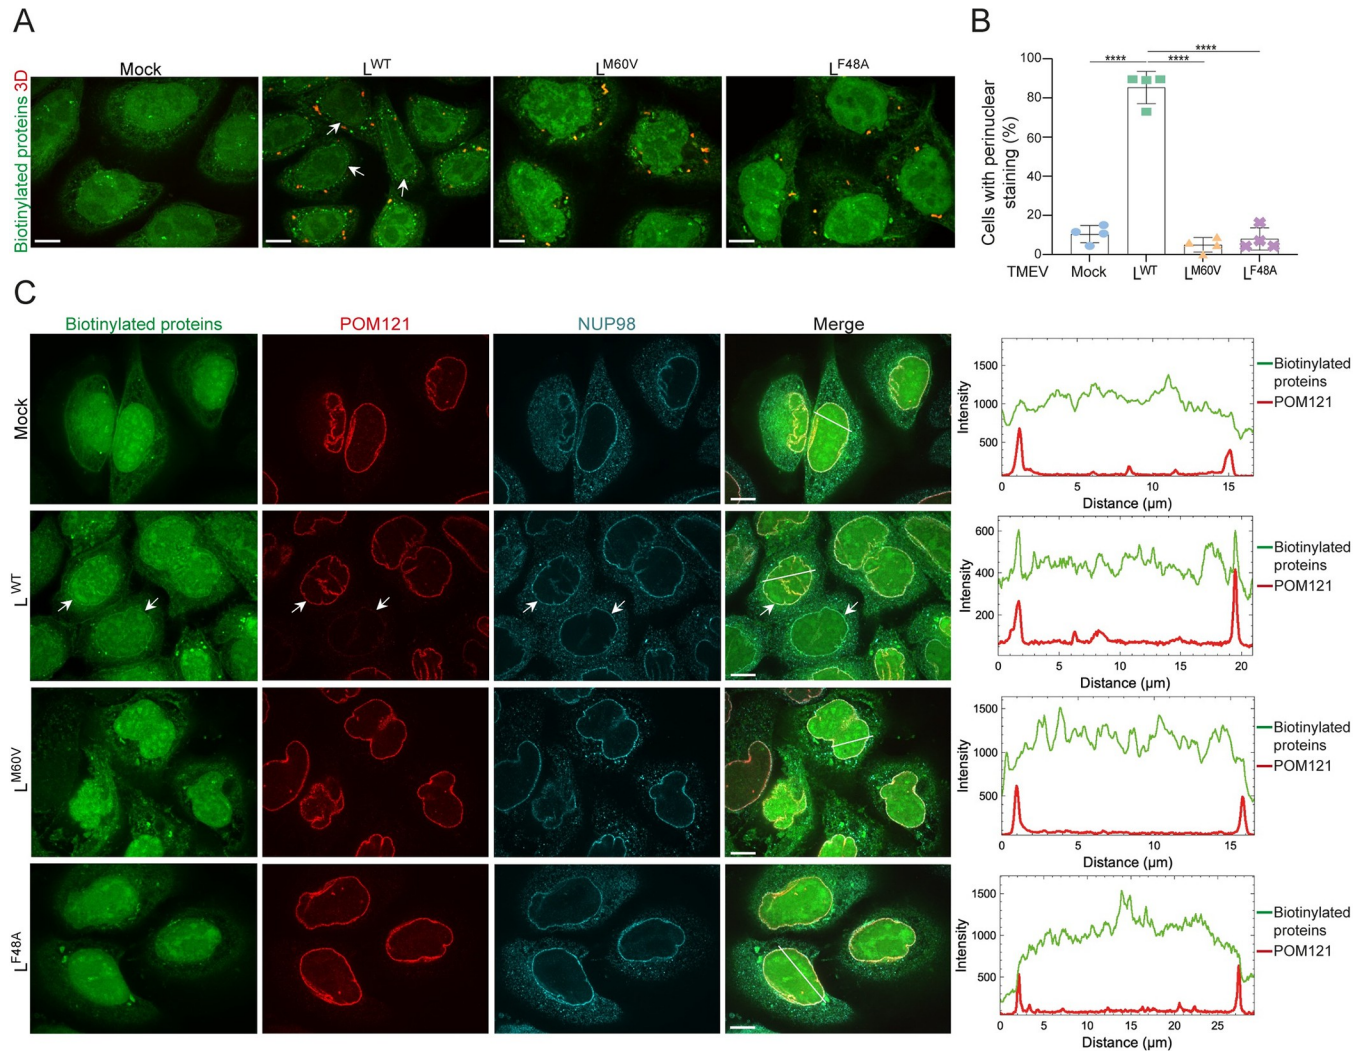 A
Biotinylated proteins 3D
Mock
L^WT
L^M60V
L^F48A
B
Cells with perinuclear
staining (%)
100
80
60
40
20
0
****
****
****
TMEV
Mock
L^WT
L^M60V
L^F48A
C
Biotinylated proteins
POM121
NUP98
Merge
Mock
Intensity
1500
1000
500
0
5
10
15
Distance (µm)
Biotinylated
proteins
POM121
L^WT
Intensity
600
400
200
0
5
10
15
20
Distance (µm)
Biotinylated
proteins
POM121
L^M60V
Intensity
1500
1000
500
0
5
10
15
Distance (µm)
Biotinylated
proteins
POM121
L^F48A
Intensity
1500
1000
500
0
5
10
15
20
25
Distance (µm)
Biotinylated
proteins
POM121